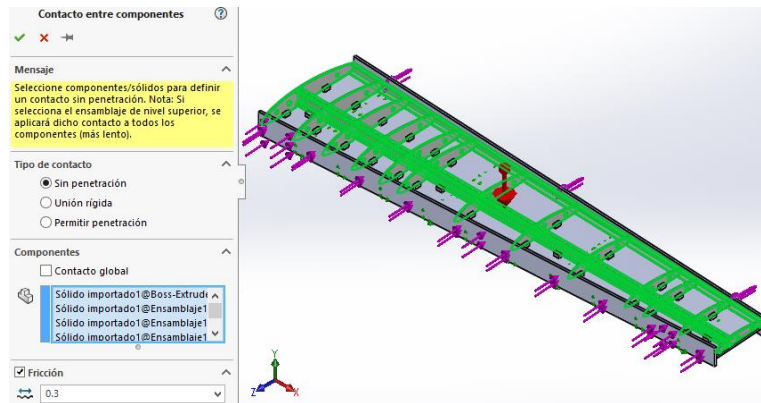 Contacto entre componentes
Mensaje
Seleccione componentes/sólidos para definir
un contacto sin penetración. Nota: Si
selecciona el ensamblaje de nivel superior, se
aplicará dicho contacto a todos los
componentes (más lento).
Tipo de contacto
Sin penetración
Unión rígida
Permitir penetración
Componentes
Contacto global
Sólido importado1@Boss-Extrude
Sólido importado1@Ensamblaje1
Sólido importado1@Ensamblaje1
Sólido importado1@Ensamblaje1
Fricción
0.3
Y
Z
X